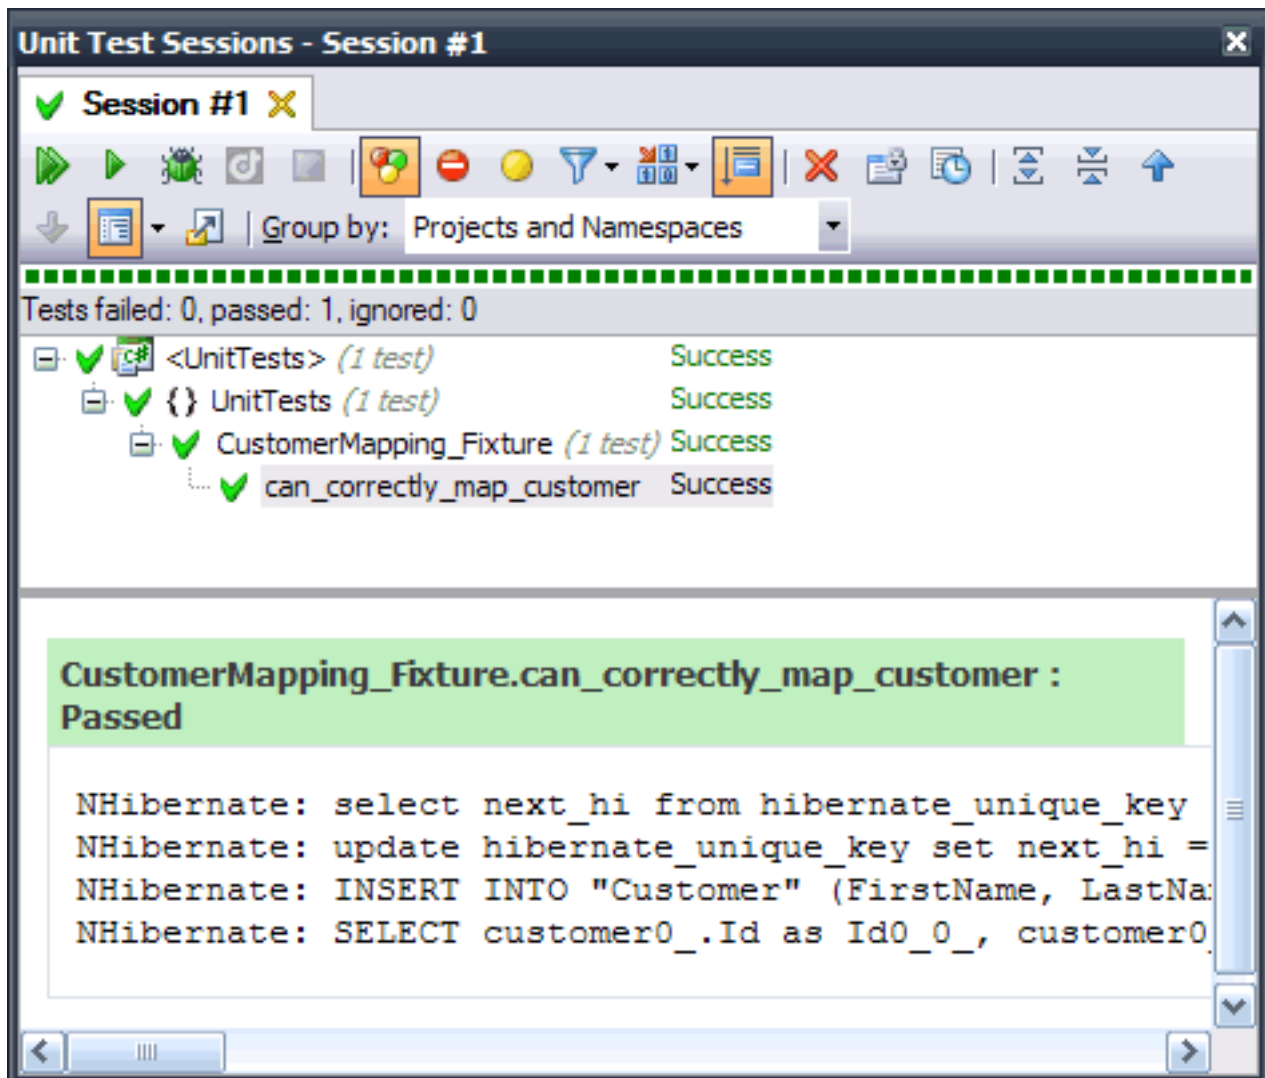 Unit Test Sessions - Session #1
Session #1
Group by: Projects and Namespaces
Tests failed: 0, passed: 1, ignored: 0
<UnitTests> (1 test) Success
{} UnitTests (1 test) Success
CustomerMapping_Fixture (1 test) Success
can_correctly_map_customer Success
CustomerMapping_Fixture.can_correctly_map_customer :
Passed
NHibernate: select next_hi from hibernate_unique_key
NHibernate: update hibernate_unique_key set next_hi =
NHibernate: INSERT INTO "Customer" (FirstName, LastNa
NHibernate: SELECT customer0_.Id as Id0_0_, customer0_